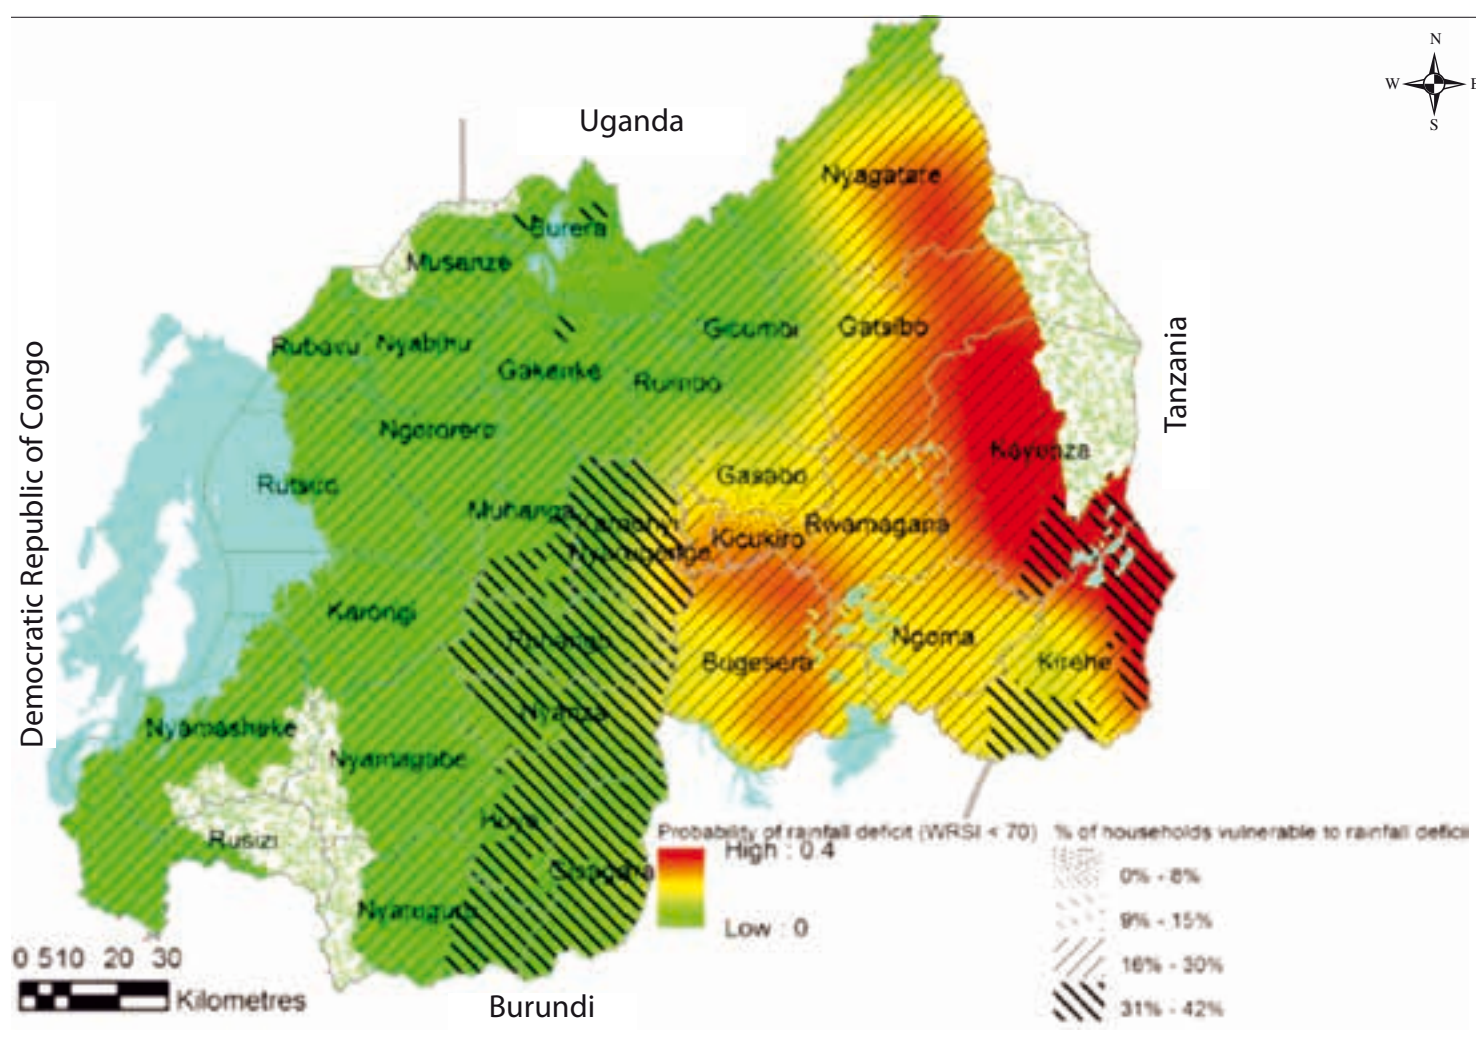 N
W E
S
Uganda
Nyagatare
Burera
Musanze
Gicumbi
Gatsibo
Rubavu
Nyabihu
Gakenke
Rulindo
Democratic Republic of Congo
Tanzania
Ngororero
Kayonza
Gasabo
Rutsiro
Muhanga
Kamonyi
Rwamagana
Kicukiro
Nyarugenge
Karongi
Ruhango
Ngoma
Bugesera
Kirehe
Nyanza
Nyamasheke
Nyamagabe
Huye
Rusizi
Gisagara
Nyaruguru
Probability of rainfall deficit (WRSI < 70)
High : 0.4
Low : 0
% of households vulnerable to rainfall deficit
0% - 8%
9% - 15%
16% - 30%
31% - 42%
0 5 10 20 30
Kilometres
Burundi